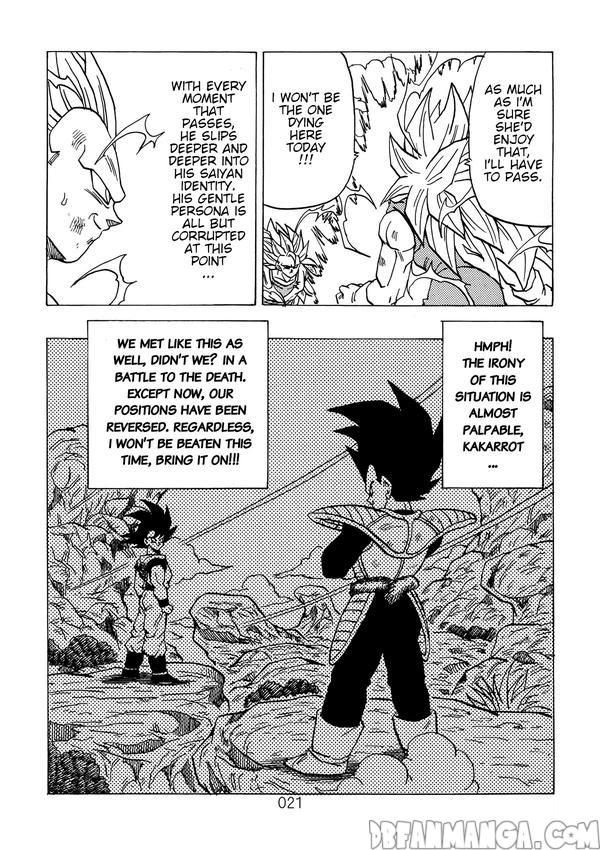 AS MUCH
AS I'M
SURE
SHE'D
ENJOY
THAT,
I'LL HAVE
TO PASS.
I WON'T BE
THE ONE
DYING
HERE
TODAY
!!!
WITH EVERY
MOMENT
THAT
PASSES,
HE SLIPS
DEEPER AND
DEEPER INTO
HIS SAIYAN
IDENTITY.
HIS GENTLE
PERSONA IS
ALL BUT
CORRUPTED
AT THIS
POINT
...
HMPH!
THE IRONY
OF THIS
SITUATION IS
ALMOST
PALPABLE,
KAKARROT
...
WE MET LIKE THIS AS
WELL, DIDN'T WE? IN A
BATTLE TO THE DEATH.
EXCEPT NOW, OUR
POSITIONS HAVE BEEN
REVERSED. REGARDLESS,
I WON'T BE BEATEN THIS
TIME, BRING IT ON!!!
021
DBFANMANGA.COM